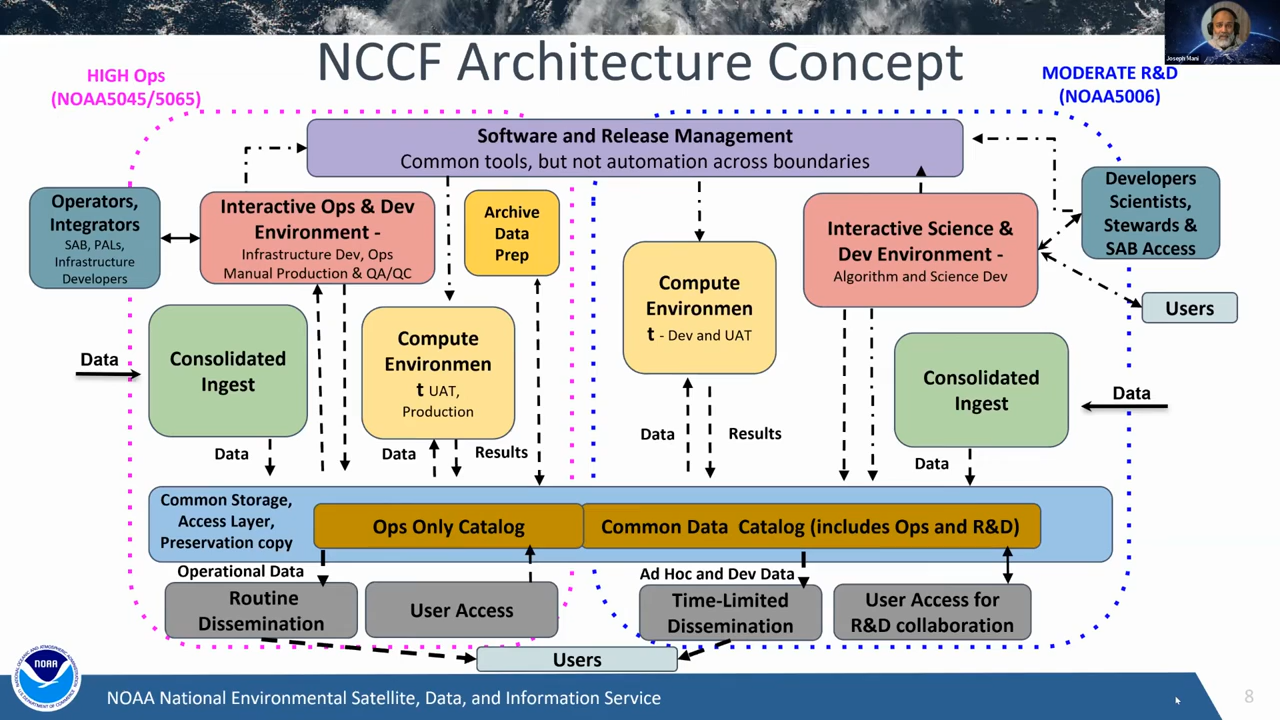 NCCF Architecture Concept
Joseph Mani
HIGH Ops
(NOAA5045/5065)
MODERATE R&D
(NOAA5006)
Software and Release Management
Common tools, but not automation across boundaries
Operators,
Integrators
SAB, PALs,
Infrastructure
Developers
Interactive Ops & Dev
Environment -
Infrastructure Dev, Ops
Manual Production & QA/QC
Archive
Data
Prep
Compute
Environmen
t - Dev and UAT
Interactive Science &
Dev Environment -
Algorithm and Science Dev
Developers
Scientists,
Stewards &
SAB Access
Users
Data
Consolidated
Ingest
Compute
Environmen
t UAT,
Production
Consolidated
Ingest
Data
Data
Data
Results
Data
Results
Data
Common Storage,
Access Layer,
Preservation copy
Ops Only Catalog
Common Data Catalog (includes Ops and R&D)
Operational Data
Ad Hoc and Dev Data
Routine
Dissemination
User Access
Time-Limited
Dissemination
User Access for
R&D collaboration
Users
NOAA
NOAA National Environmental Satellite, Data, and Information Service
8